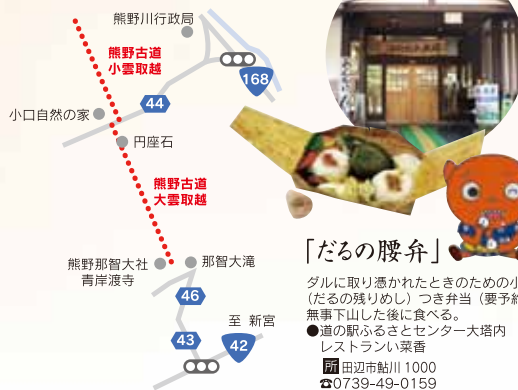 熊野川行政局
熊野古道
小雲取越
168
44
小口自然の家
円座石
熊野古道
大雲取越
熊野那智大社
青岸渡寺
那智大滝
46
至 新宮
43
42
「だるの腰弁」
ダルに取り憑かれたときのための小
(だるの残りめし)つき弁当(要予約
無事下山した後に食べる。
●道の駅ふるさとセンター大塔内
レストランい菜香
所 田辺市鮎川1000
☎0739-49-0159